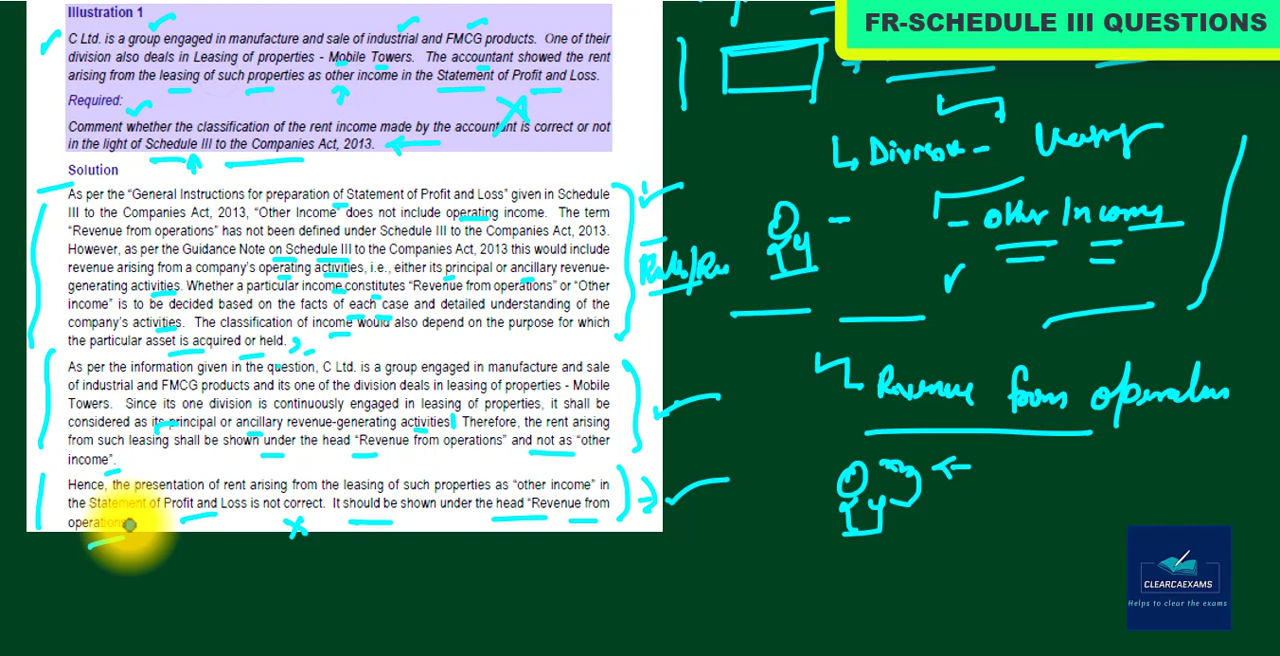 FR-SCHEDULE III QUESTIONS
Illustration 1
C Ltd. is a group engaged in manufacture and sale of industrial and FMCG products. One of their
division also deals in Leasing of properties - Mobile Towers. The accountant showed the rent
arising from the leasing of such properties as other income in the Statement of Profit and Loss.
Required:
Comment whether the classification of the rent income made by the accountant is correct or not
in the light of Schedule III to the Companies Act, 2013.
Solution
As per the “General Instructions for preparation of Statement of Profit and Loss” given in Schedule
III to the Companies Act, 2013, “Other Income” does not include operating income. The term
“Revenue from operations” has not been defined under Schedule III to the Companies Act, 2013.
However, as per the Guidance Note on Schedule III to the Companies Act, 2013 this would include
revenue arising from a company’s operating activities, i.e., either its principal or ancillary revenue-
generating activities. Whether a particular income constitutes “Revenue from operations” or “Other
income” is to be decided based on the facts of each case and detailed understanding of the
company’s activities. The classification of income would also depend on the purpose for which
the particular asset is acquired or held.
As per the information given in the question, C Ltd. is a group engaged in manufacture and sale
of industrial and FMCG products and its one of the division deals in leasing of properties - Mobile
Towers. Since its one division is continuously engaged in leasing of properties, it shall be
considered as its principal or ancillary revenue-generating activities. Therefore, the rent arising
from such leasing shall be shown under the head “Revenue from operations” and not as “other
income”.
Hence, the presentation of rent arising from the leasing of such properties as “other income” in
the Statement of Profit and Loss is not correct. It should be shown under the head “Revenue from
operations
Division -
- Other Income
Revenue from operation
CLEARCAEXAMS
Helps to clear the exams